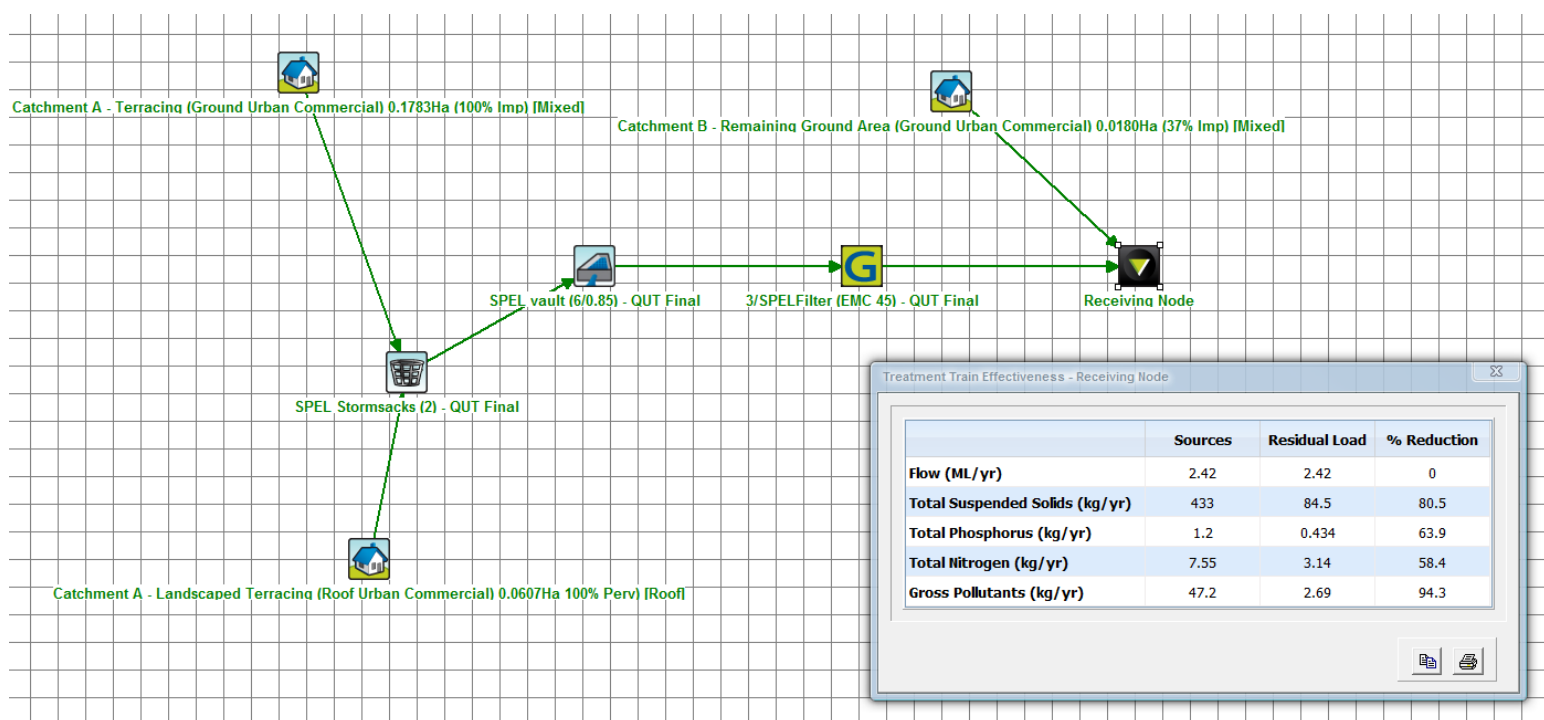 Catchment A - Terracing (Ground Urban Commercial) 0.1783Ha (100% Imp) [Mixed]
Catchment B - Remaining Ground Area (Ground Urban Commercial) 0.0180Ha (37% Imp) [Mixed]
SPEL vault (6/0.85) - QUT Final
G
3/SPELFilter (EMC 45) - QUT Final
Receiving Node
SPEL Stormsacks (2) - QUT Final
Catchment A - Landscaped Terracing (Roof Urban Commercial) 0.0607Ha 100% Perv) [Roof]
Treatment Train Effectiveness - Receiving Node
Sources Residual Load % Reduction
Flow (ML/yr) 2.42 2.42 0
Total Suspended Solids (kg/yr) 433 84.5 80.5
Total Phosphorus (kg/yr) 1.2 0.434 63.9
Total Nitrogen (kg/yr) 7.55 3.14 58.4
Gross Pollutants (kg/yr) 47.2 2.69 94.3